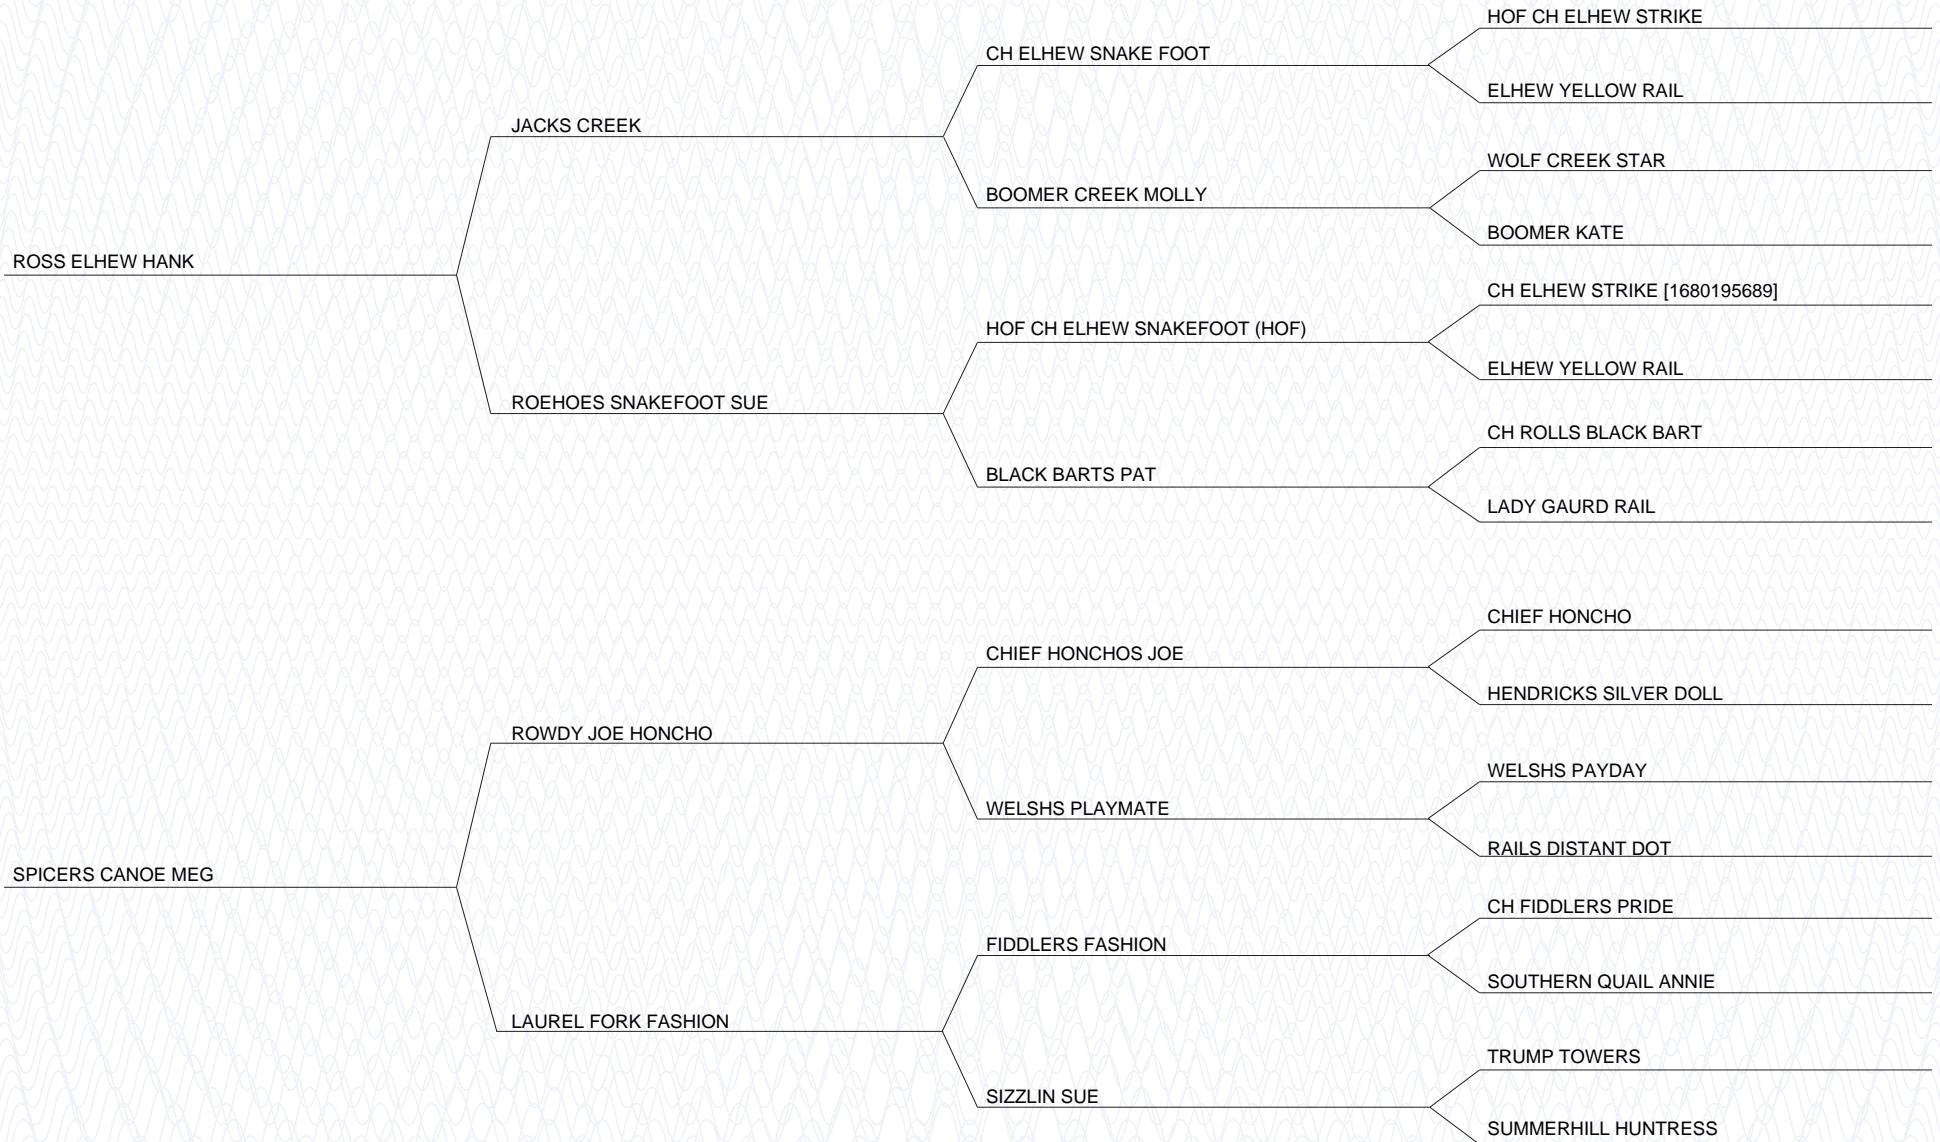 HOF CH ELHEW STRIKE
CH ELHEW SNAKE FOOT
ELHEW YELLOW RAIL
JACKS CREEK
WOLF CREEK STAR
BOOMER CREEK MOLLY
BOOMER KATE
ROSS ELHEW HANK
CH ELHEW STRIKE [1680195689]
HOF CH ELHEW SNAKEFOOT (HOF)
ELHEW YELLOW RAIL
ROEHOES SNAKEFOOT SUE
CH ROLLS BLACK BART
BLACK BARTS PAT
LADY GAURD RAIL
CHIEF HONCHO
CHIEF HONCHOS JOE
HENDRICKS SILVER DOLL
ROWDY JOE HONCHO
WELSHS PAYDAY
WELSHS PLAYMATE
RAILS DISTANT DOT
SPICERS CANOE MEG
CH FIDDLERS PRIDE
FIDDLERS FASHION
SOUTHERN QUAIL ANNIE
LAUREL FORK FASHION
TRUMP TOWERS
SIZZLIN SUE
SUMMERHILL HUNTRESS